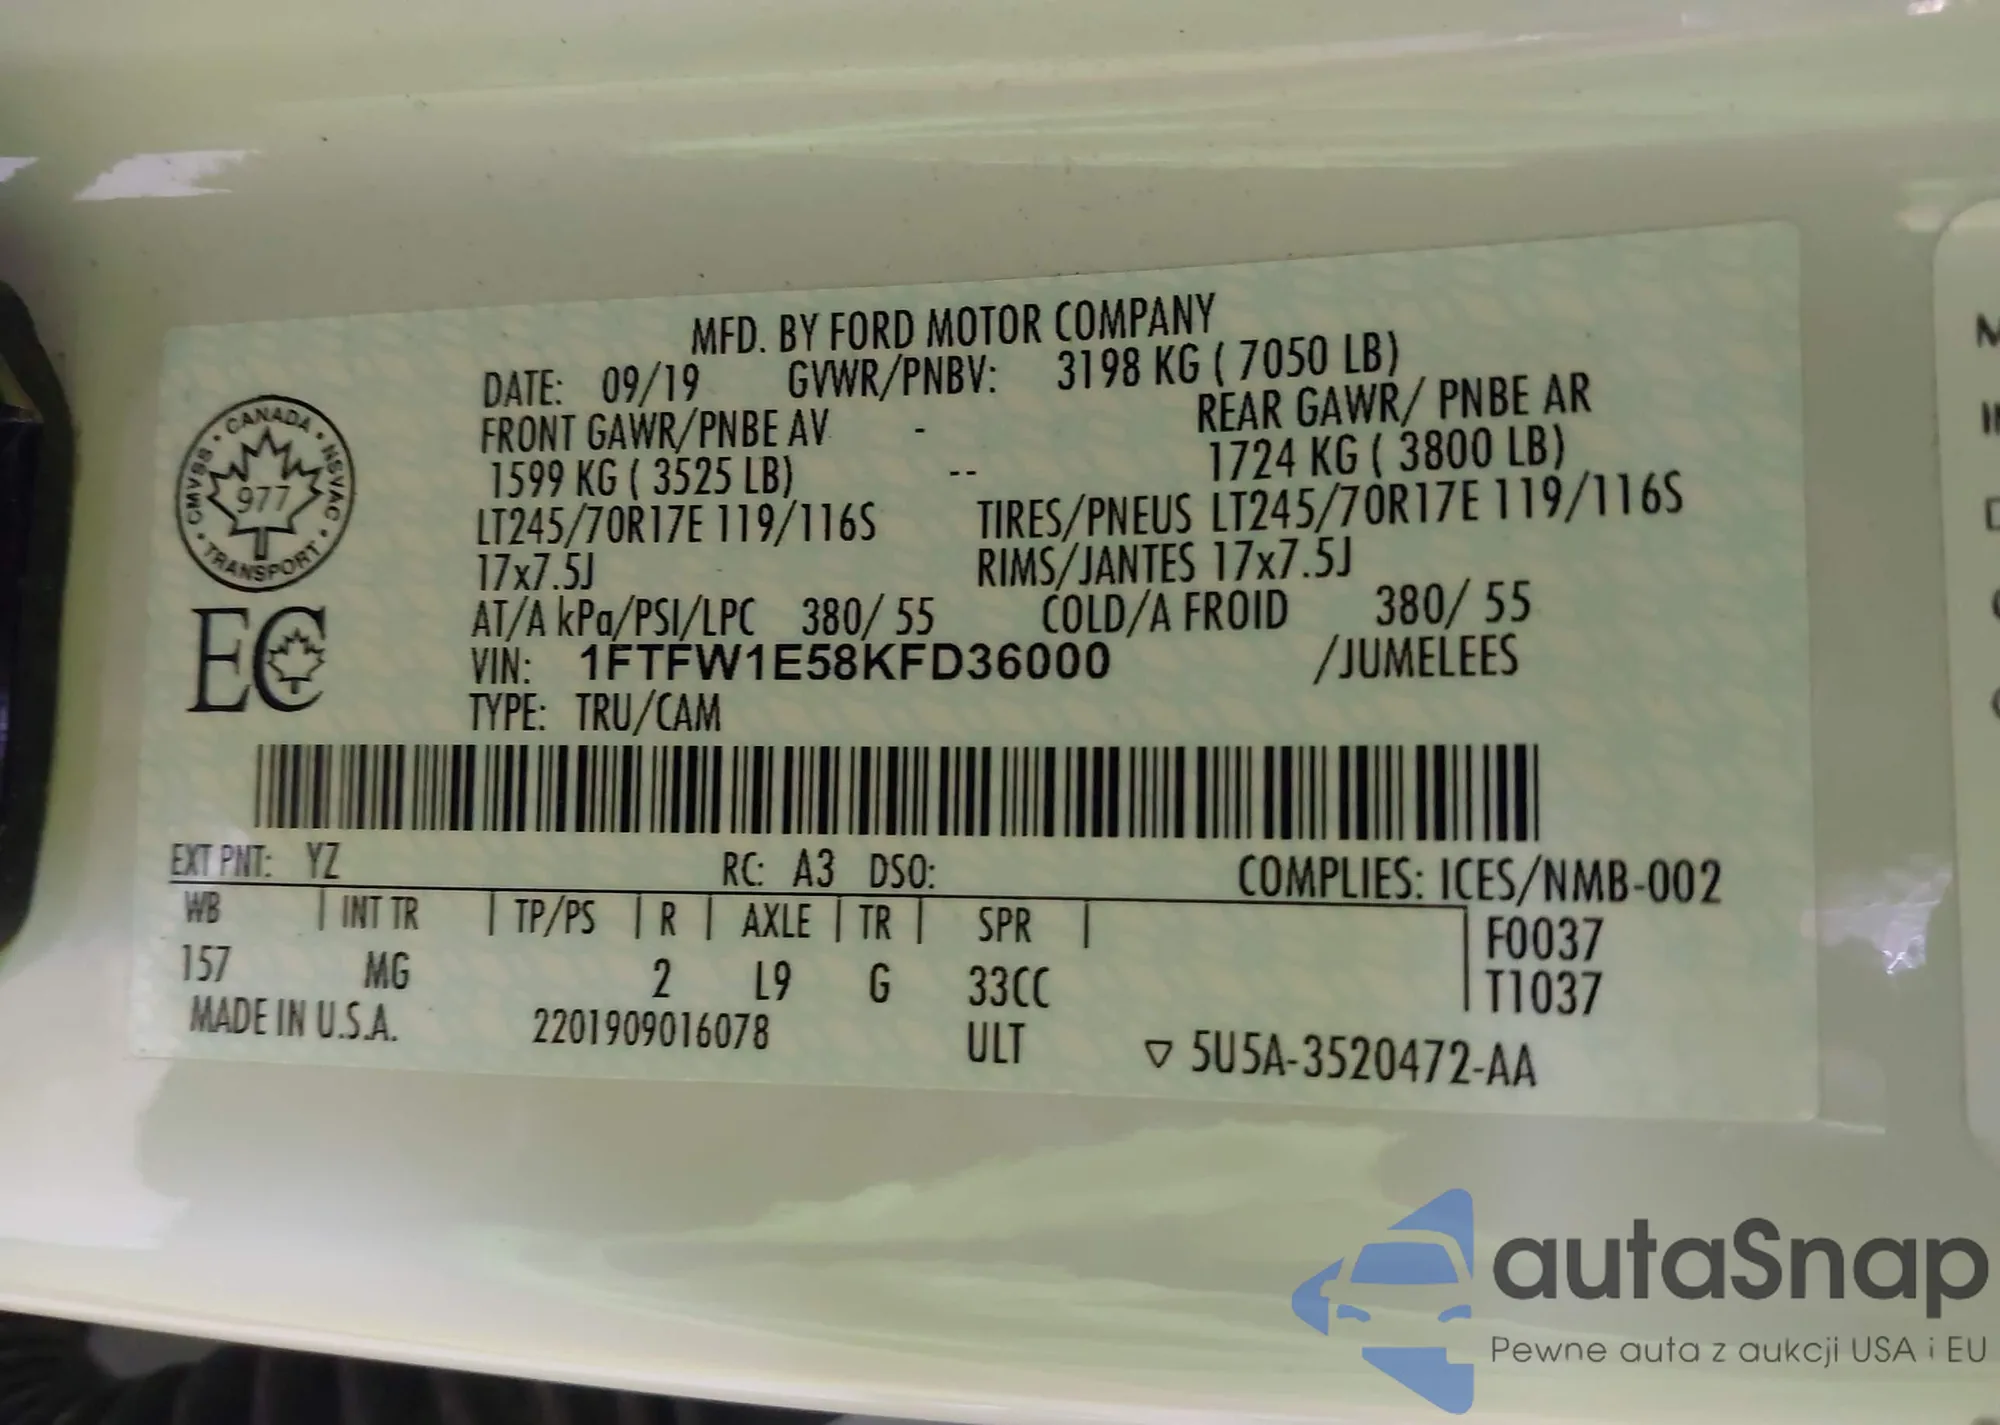 MFD. BY FORD MOTOR COMPANY
DATE: 09/19 GVWR/PNBV: 3198 KG ( 7050 LB)
FRONT GAWR/PNBE AV - REAR GAWR/ PNBE AR
1599 KG ( 3525 LB) -- 1724 KG ( 3800 LB)
LT245/70R17E 119/116S TIRES/PNEUS LT245/70R17E 119/116S
17x7.5J RIMS/JANTES 17x7.5J
AT/A kPa/PSI/LPC 380/ 55 COLD/A FROID 380/ 55
VIN: 1FTFW1E58KFD36000 /JUMELEES
TYPE: TRU/CAM
CANADA • NSVAC • TRANSPORT • CMVSS •
977
EC
EXT PNT: YZ RC: A3 DSO: COMPLIES: ICES/NMB-002
WB | INT TR | TP/PS | R | AXLE | TR | SPR | F0037
157 MG 2 L9 G 33CC T1037
MADE IN U.S.A. 2201909016078 ULT ▽ 5U5A-3520472-AA
autaSnap
Pewne auta z aukcji USA i EU